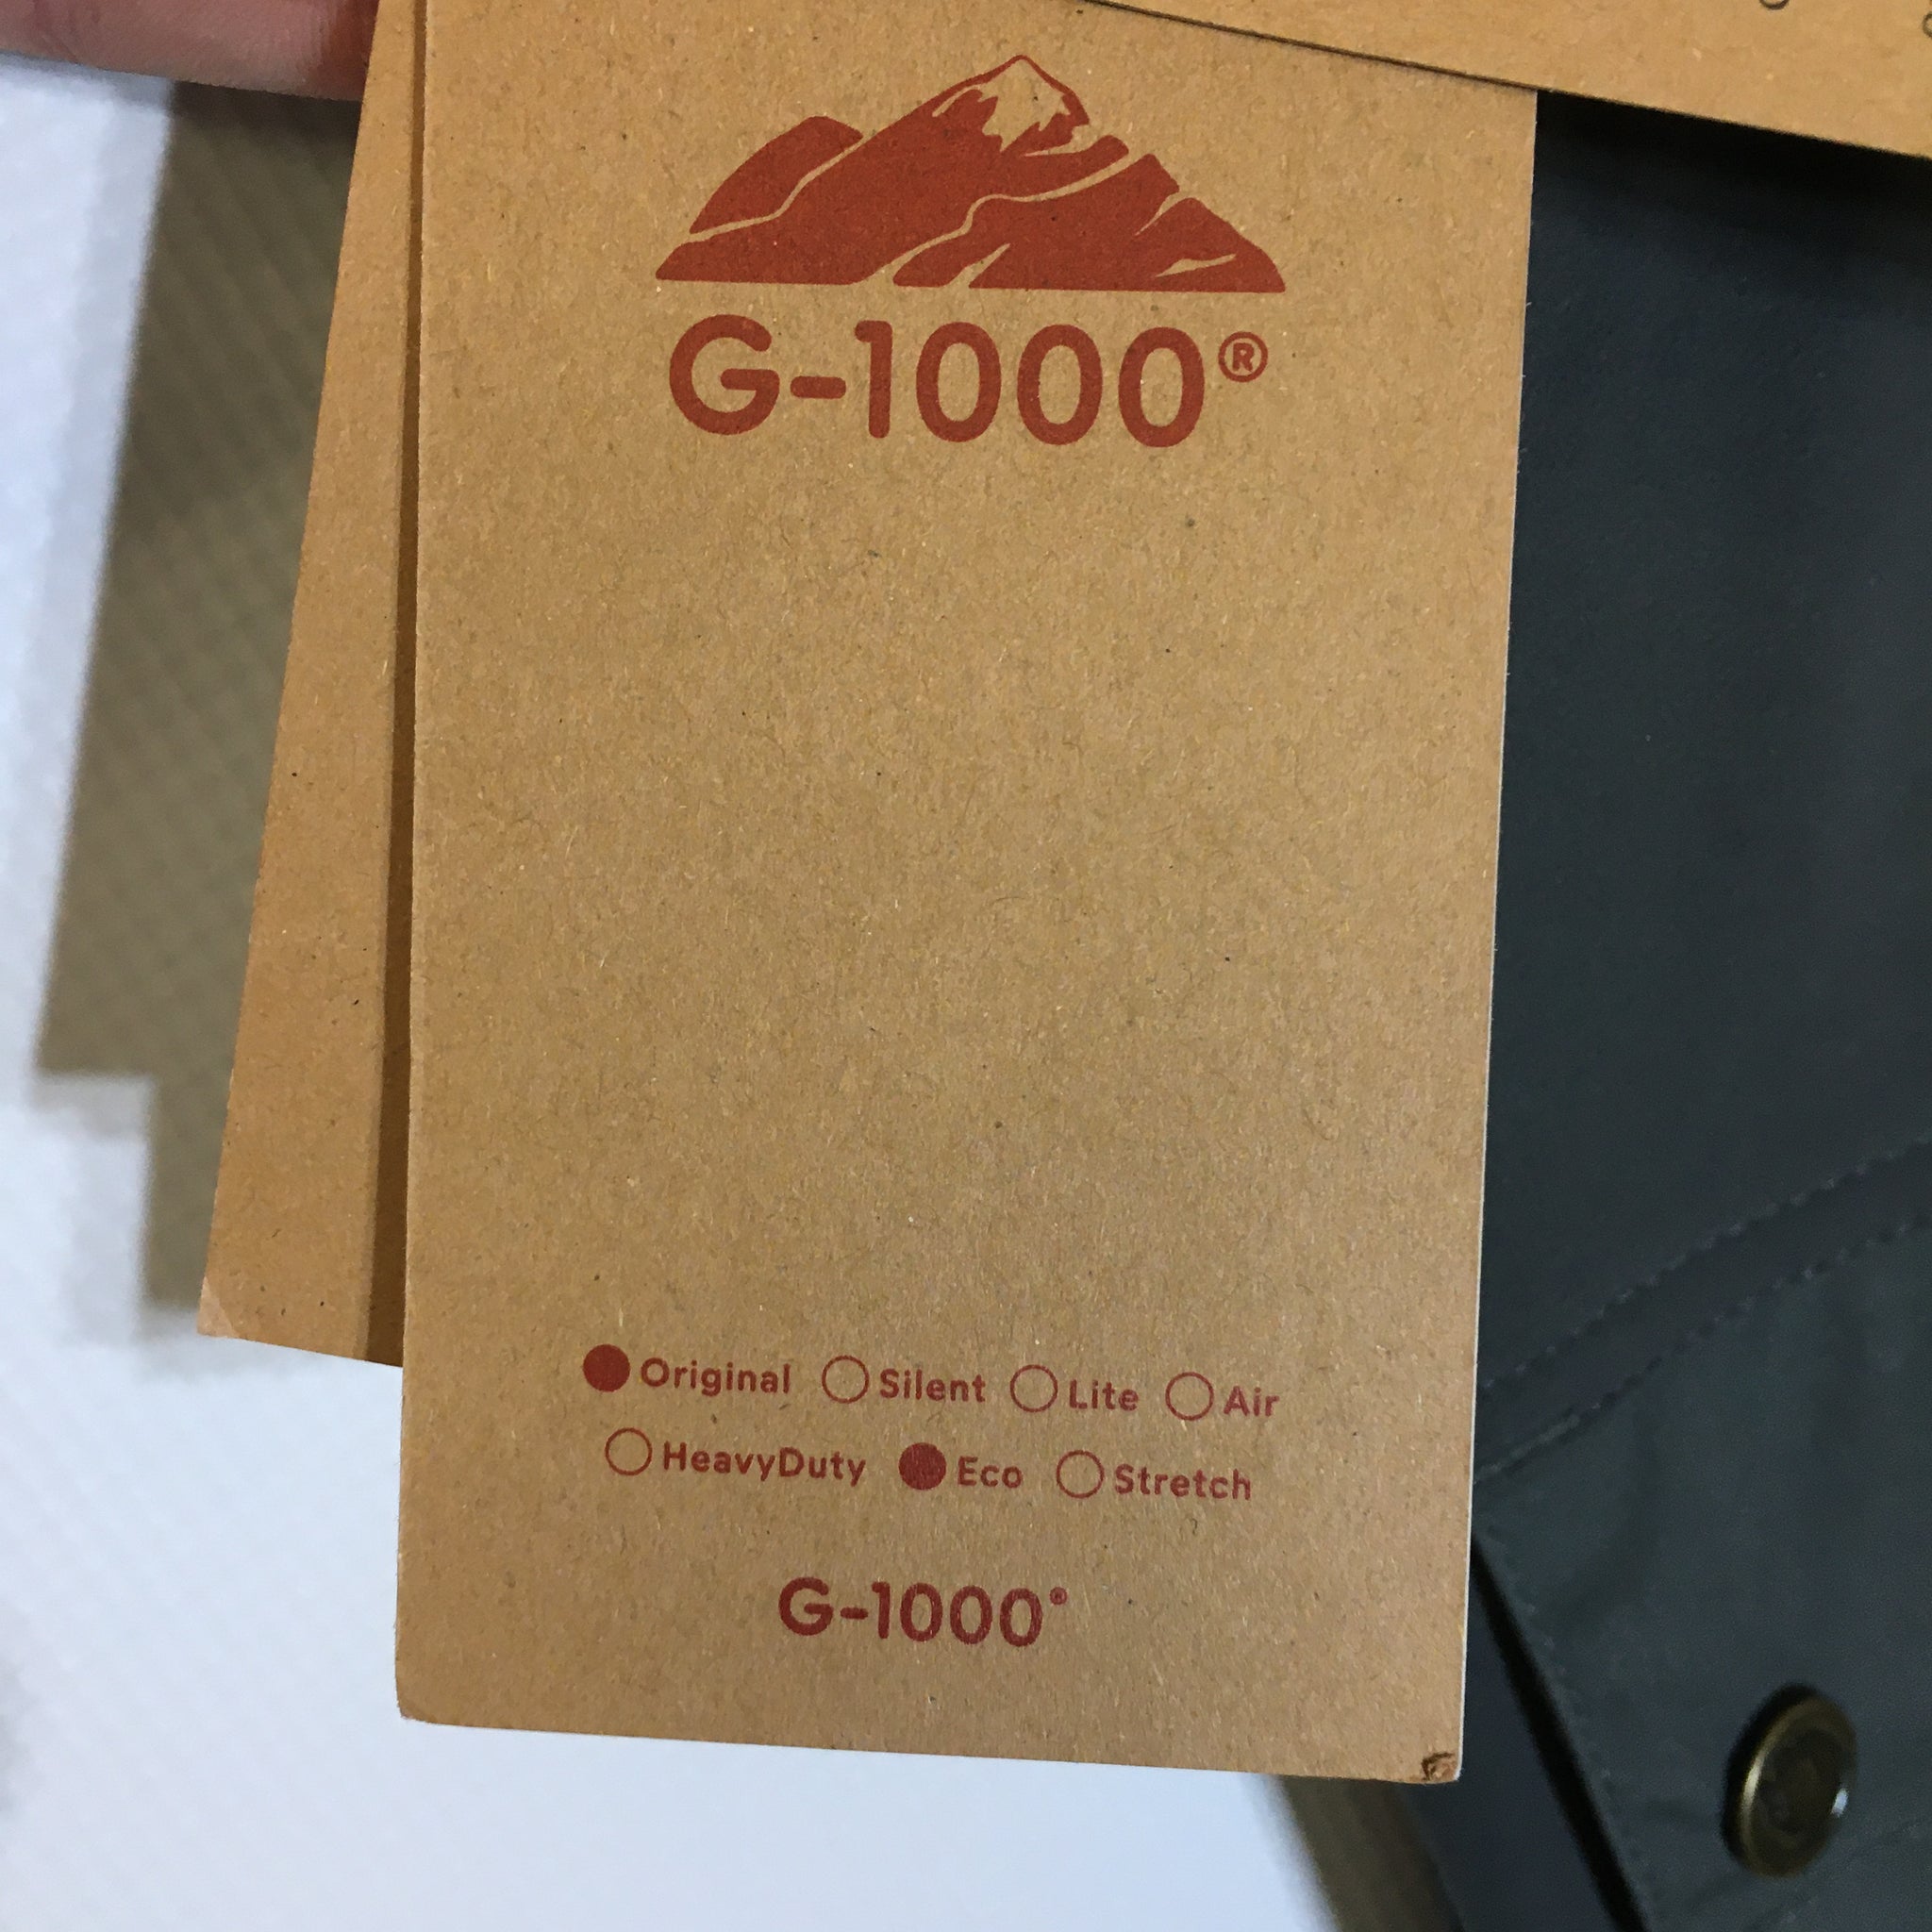 G-1000®
Original Silent Lite Air
HeavyDuty Eco Stretch
G-1000®